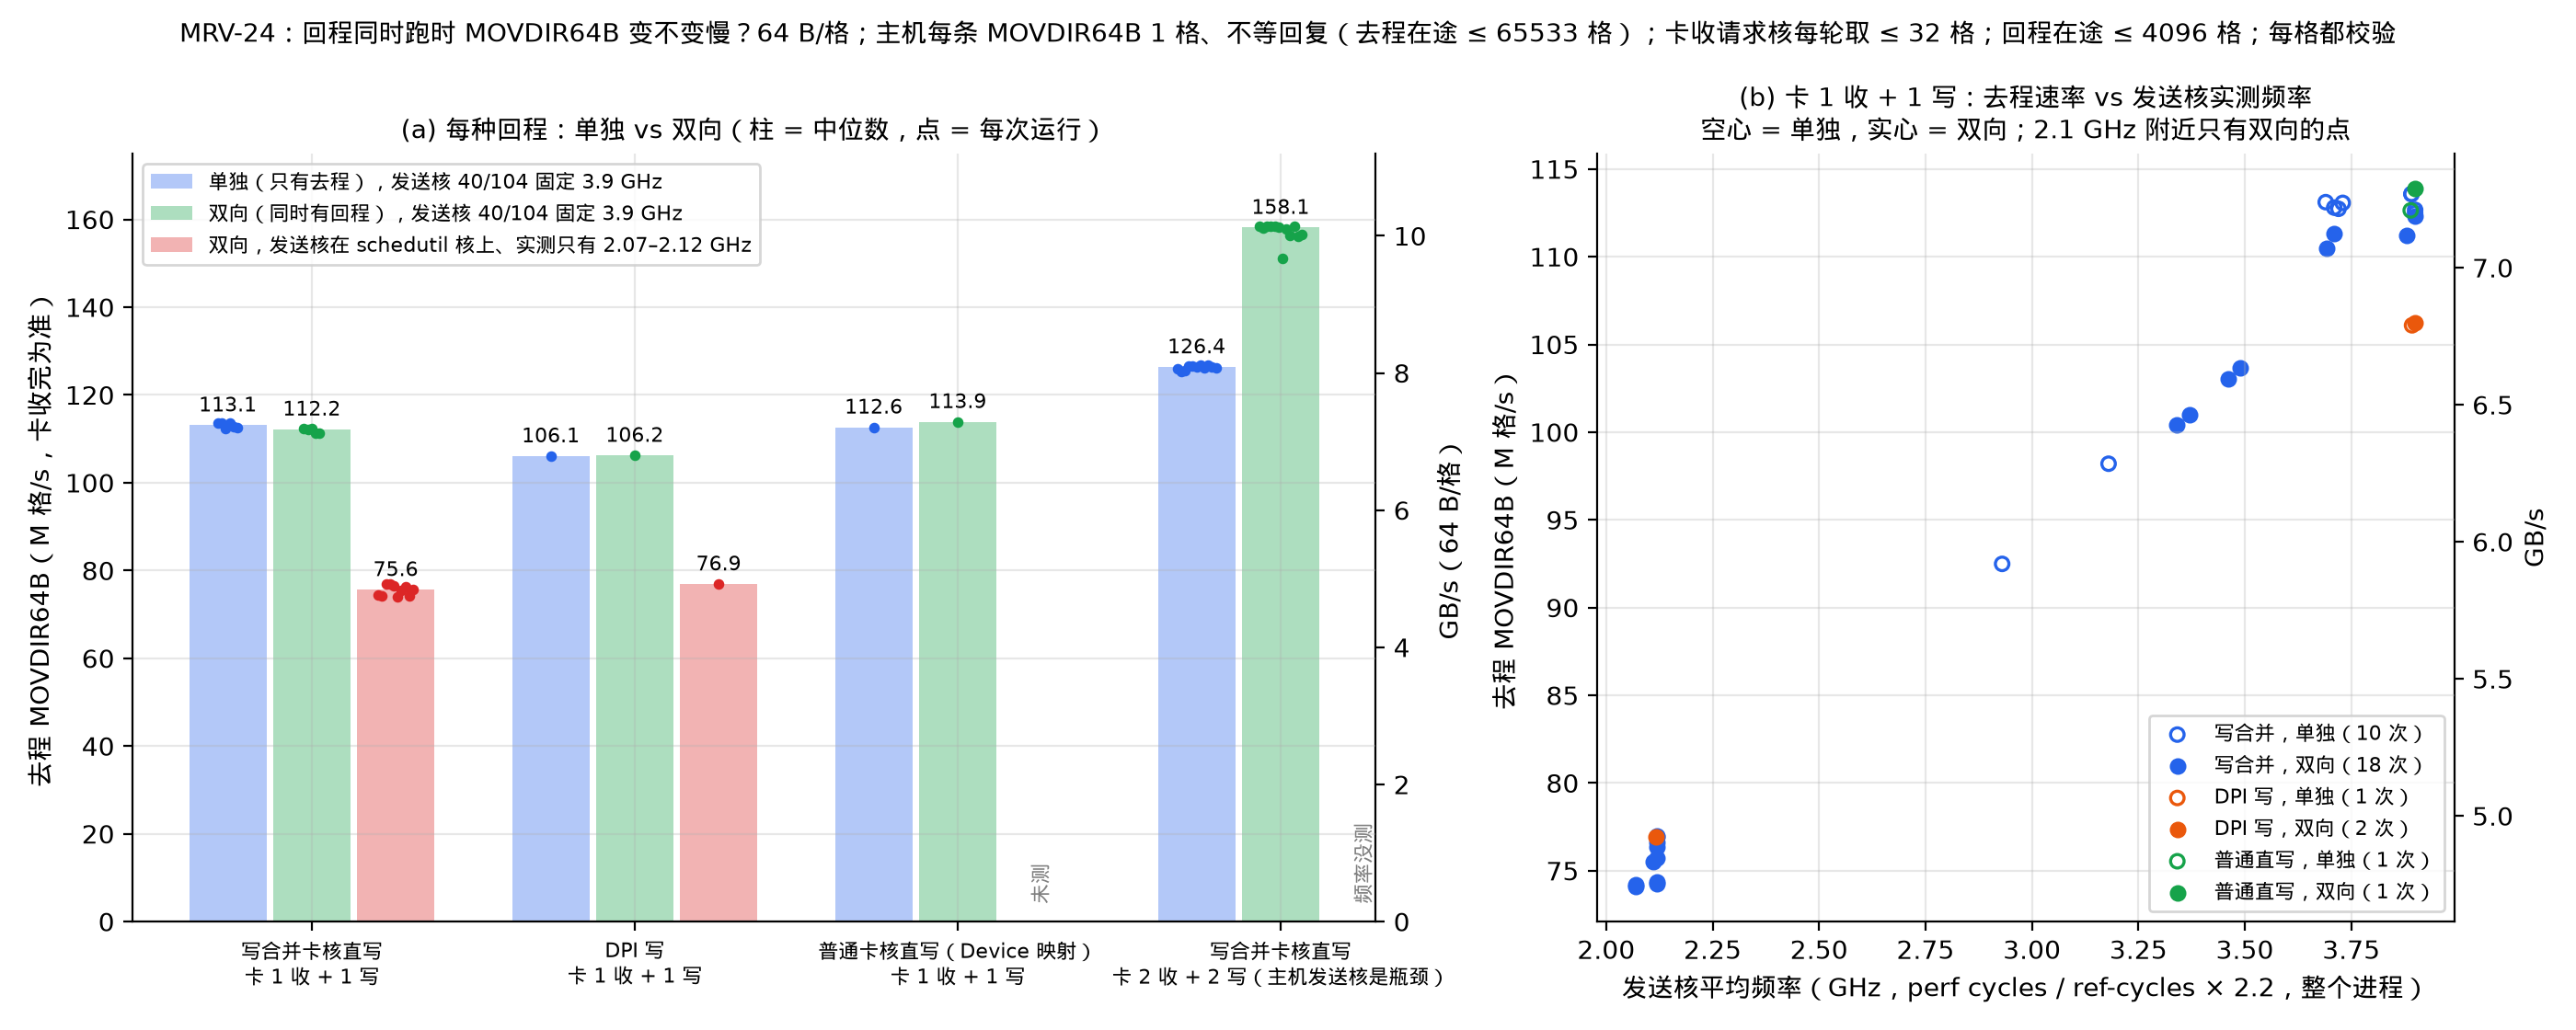 MRV-24：回程同时跑时 MOVDIR64B 变不变慢？64 B/格；主机每条 MOVDIR64B 1 格、不等回复（去程在途 ≤ 65533 格）；卡收请求核每轮取 ≤ 32 格；回程在途 ≤ 4096 格；每格都校验
(a) 每种回程：单独 vs 双向（柱 = 中位数，点 = 每次运行）
单独（只有去程），发送核 40/104 固定 3.9 GHz
双向（同时有回程），发送核 40/104 固定 3.9 GHz
双向，发送核在 schedutil 核上、实测只有 2.07–2.12 GHz
去程 MOVDIR64B（M 格/s，卡收完为准）
160
140
120
100
80
60
40
20
0
113.1
112.2
75.6
106.1
106.2
76.9
112.6
113.9
未测
126.4
158.1
频率没测
10
8
6
4
2
0
GB/s（64 B/格）
写合并卡核直写
卡 1 收 + 1 写
DPI 写
卡 1 收 + 1 写
普通卡核直写（Device 映射）
卡 1 收 + 1 写
写合并卡核直写
卡 2 收 + 2 写（主机发送核是瓶颈）
(b) 卡 1 收 + 1 写：去程速率 vs 发送核实测频率
空心 = 单独，实心 = 双向；2.1 GHz 附近只有双向的点
去程 MOVDIR64B（M 格/s）
115
110
105
100
95
90
85
80
75
7.0
6.5
6.0
5.5
5.0
GB/s
写合并，单独（10 次）
写合并，双向（18 次）
DPI 写，单独（1 次）
DPI 写，双向（2 次）
普通直写，单独（1 次）
普通直写，双向（1 次）
2.00 2.25 2.50 2.75 3.00 3.25 3.50 3.75
发送核平均频率（GHz，perf cycles / ref-cycles × 2.2，整个进程）